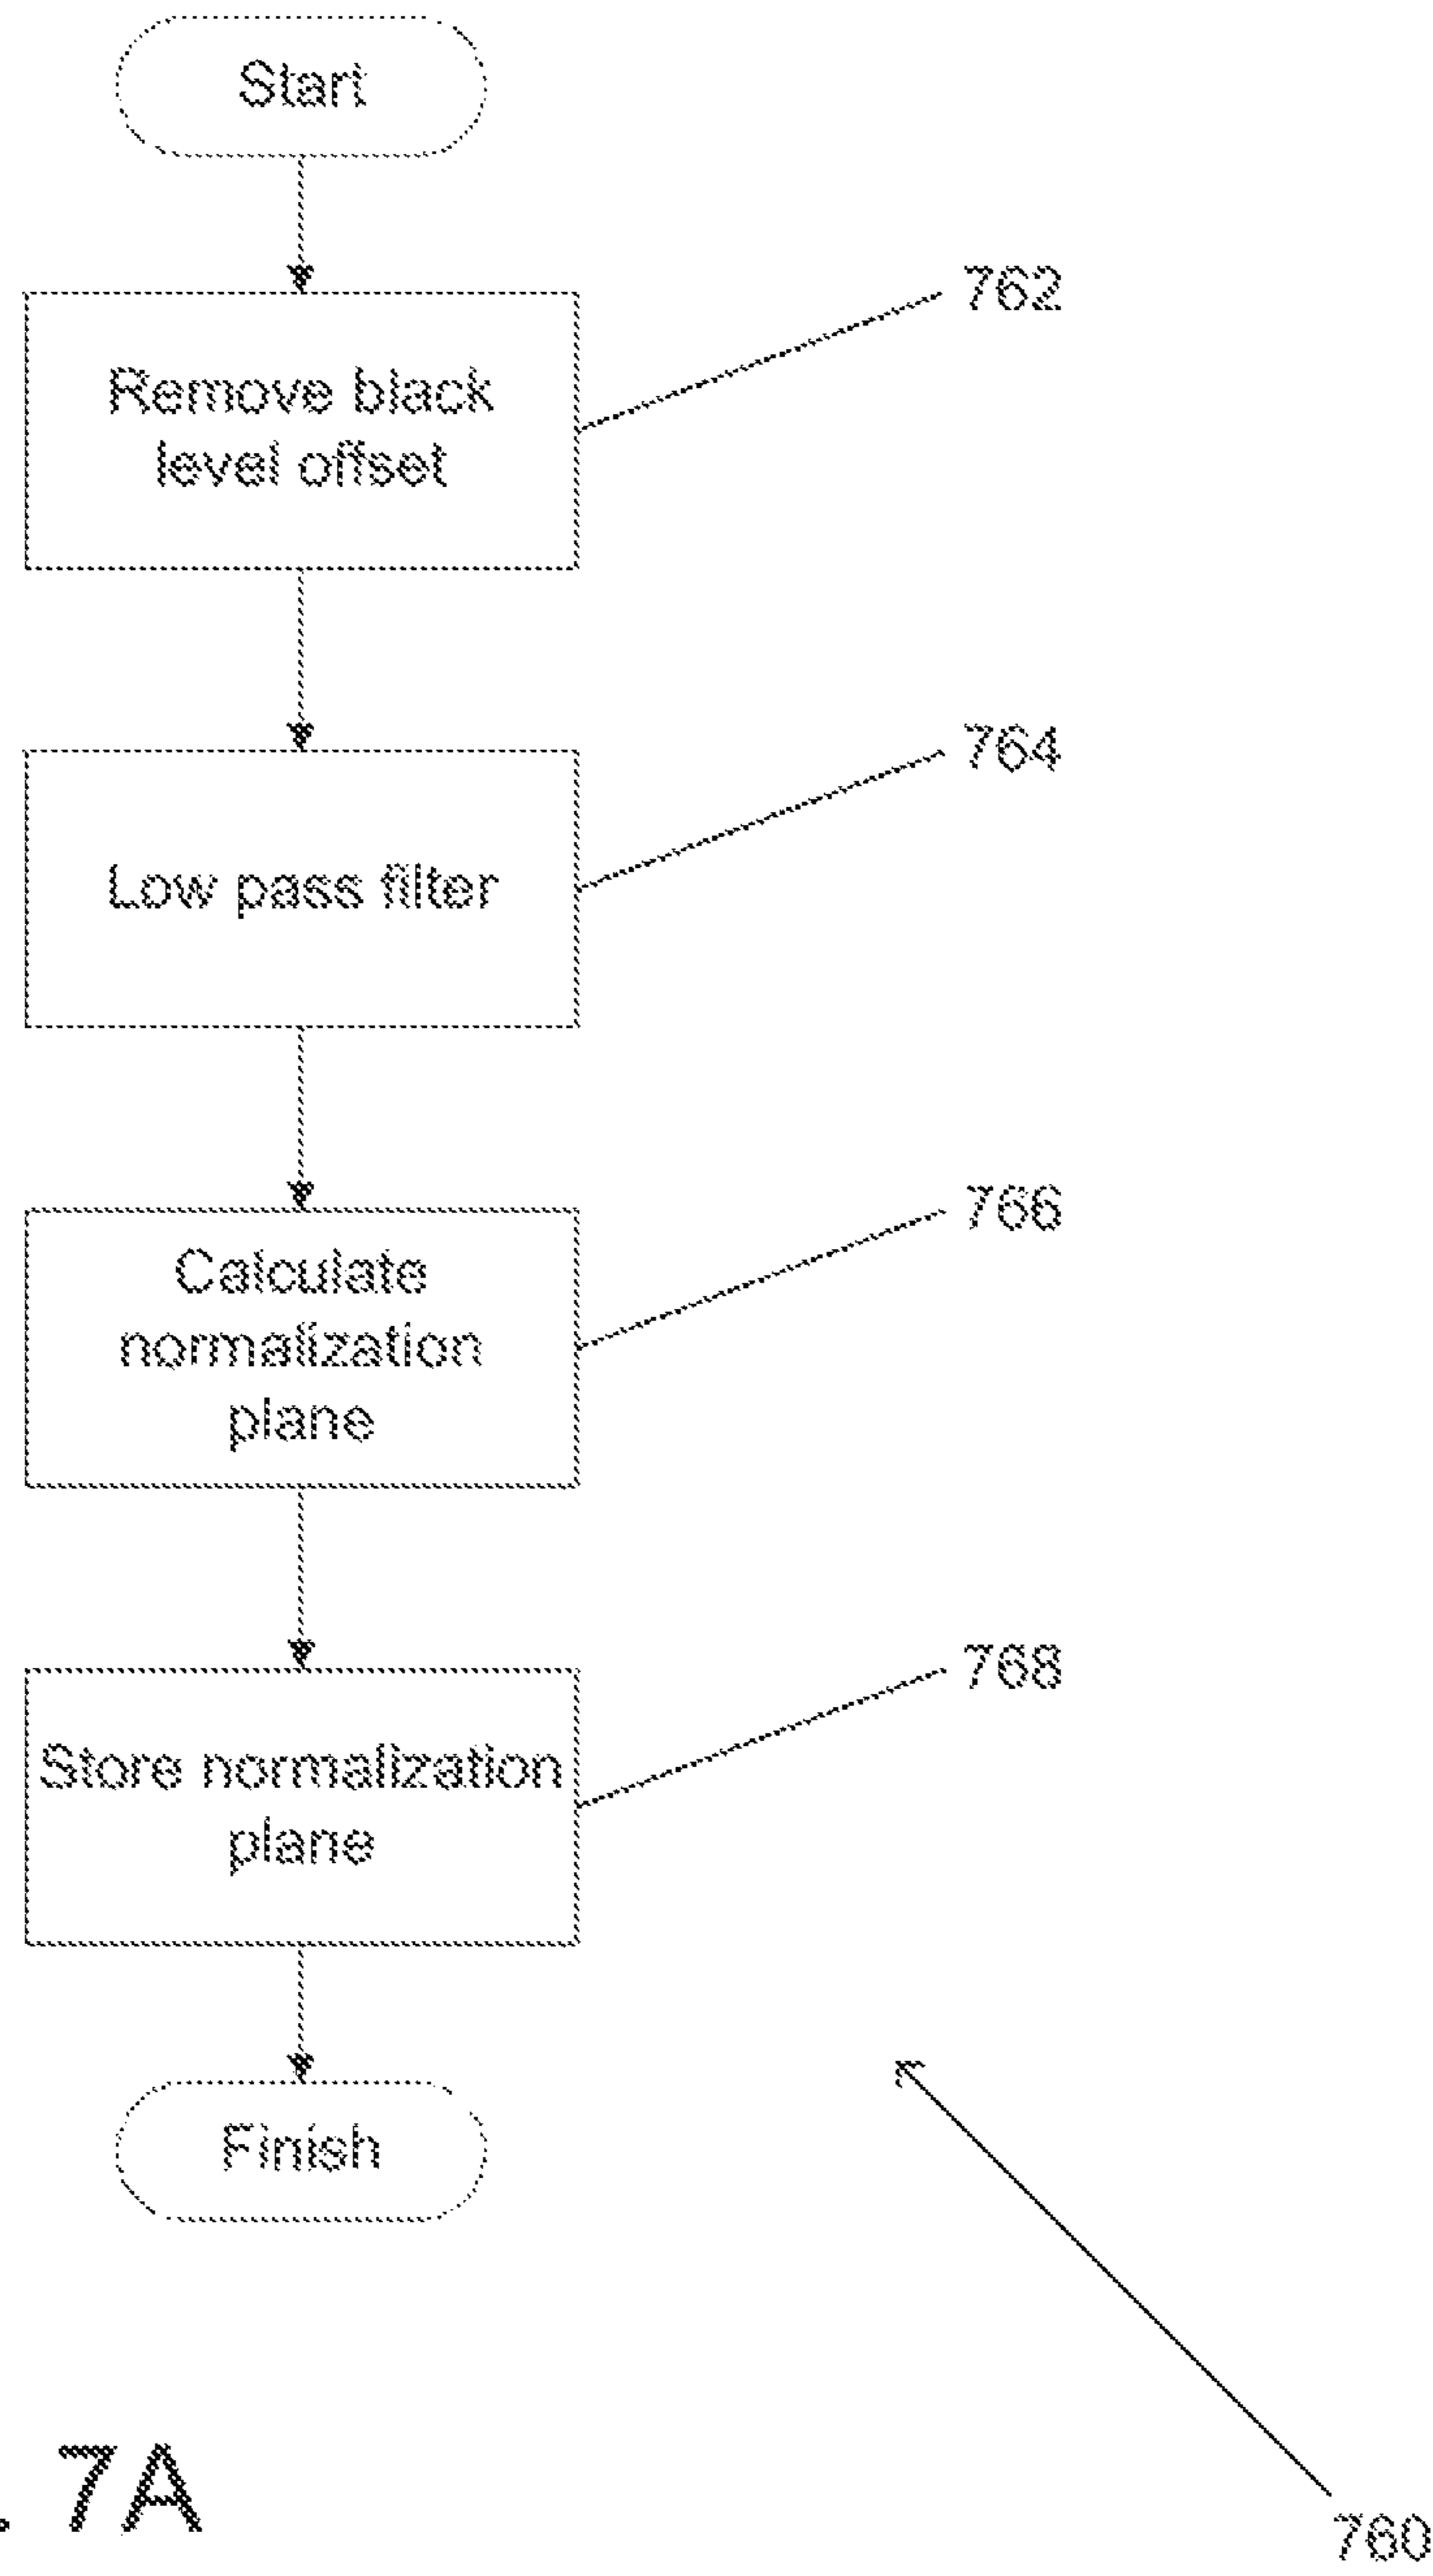 Start
762
Remove black
level offset
764
Low pass filter
766
Calculate
normalization
plane
768
Store normalization
plane
Finish
. 7A
760